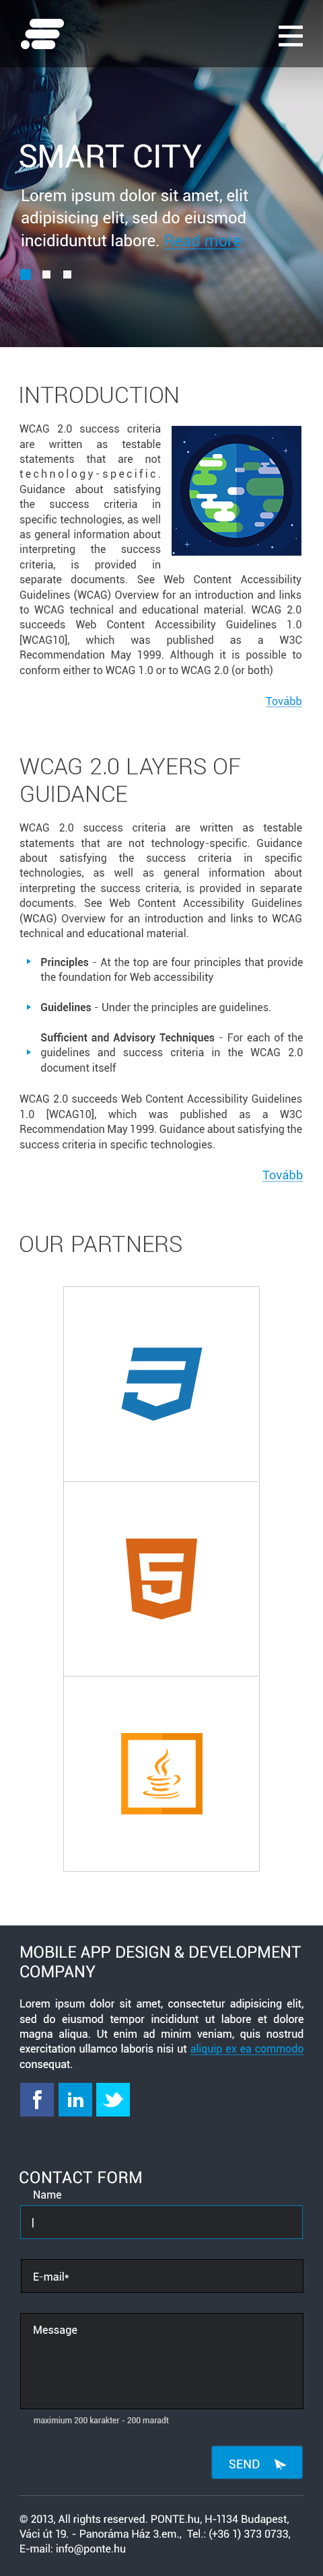 SMART CITY
Lorem ipsum dolor sit amet, elit
adipisicing elit, sed do eiusmod
incididuntut labore. Read more
INTRODUCTION
WCAG 2.0 success criteria
are written as testable
statements that are not
technology-specific.
Guidance about satisfying
the success criteria in
specific technologies, as well
as general information about
interpreting the success
criteria, is provided in
separate documents. See Web Content Accessibility
Guidelines (WCAG) Overview for an introduction and links
to WCAG technical and educational material. WCAG 2.0
succeeds Web Content Accessibility Guidelines 1.0
[WCAG10], which was published as a W3C
Recommendation May 1999. Although it is possible to
conform either to WCAG 1.0 or to WCAG 2.0 (or both)
Tovább
WCAG 2.0 LAYERS OF
GUIDANCE
WCAG 2.0 success criteria are written as testable
statements that are not technology-specific. Guidance
about satisfying the success criteria in specific
technologies, as well as general information about
interpreting the success criteria, is provided in separate
documents. See Web Content Accessibility Guidelines
(WCAG) Overview for an introduction and links to WCAG
technical and educational material.
Principles - At the top are four principles that provide
the foundation for Web accessibility
Guidelines - Under the principles are guidelines.
Sufficient and Advisory Techniques - For each of the
guidelines and success criteria in the WCAG 2.0
document itself
WCAG 2.0 succeeds Web Content Accessibility Guidelines
1.0 [WCAG10], which was published as a W3C
Recommendation May 1999. Guidance about satisfying the
success criteria in specific technologies.
Tovább
OUR PARTNERS
MOBILE APP DESIGN & DEVELOPMENT
COMPANY
Lorem ipsum dolor sit amet, consectetur adipisicing elit,
sed do eiusmod tempor incididunt ut labore et dolore
magna aliqua. Ut enim ad minim veniam, quis nostrud
exercitation ullamco laboris nisi ut aliquip ex ea commodo
consequat.
f in
CONTACT FORM
Name
E-mail*
Message
maximium 200 karakter - 200 maradt
SEND
© 2013, All rights reserved. PONTE.hu, H-1134 Budapest,
Váci út 19. - Panoráma Ház 3.em., Tel.: (+36 1) 373 0733,
E-mail: info@ponte.hu